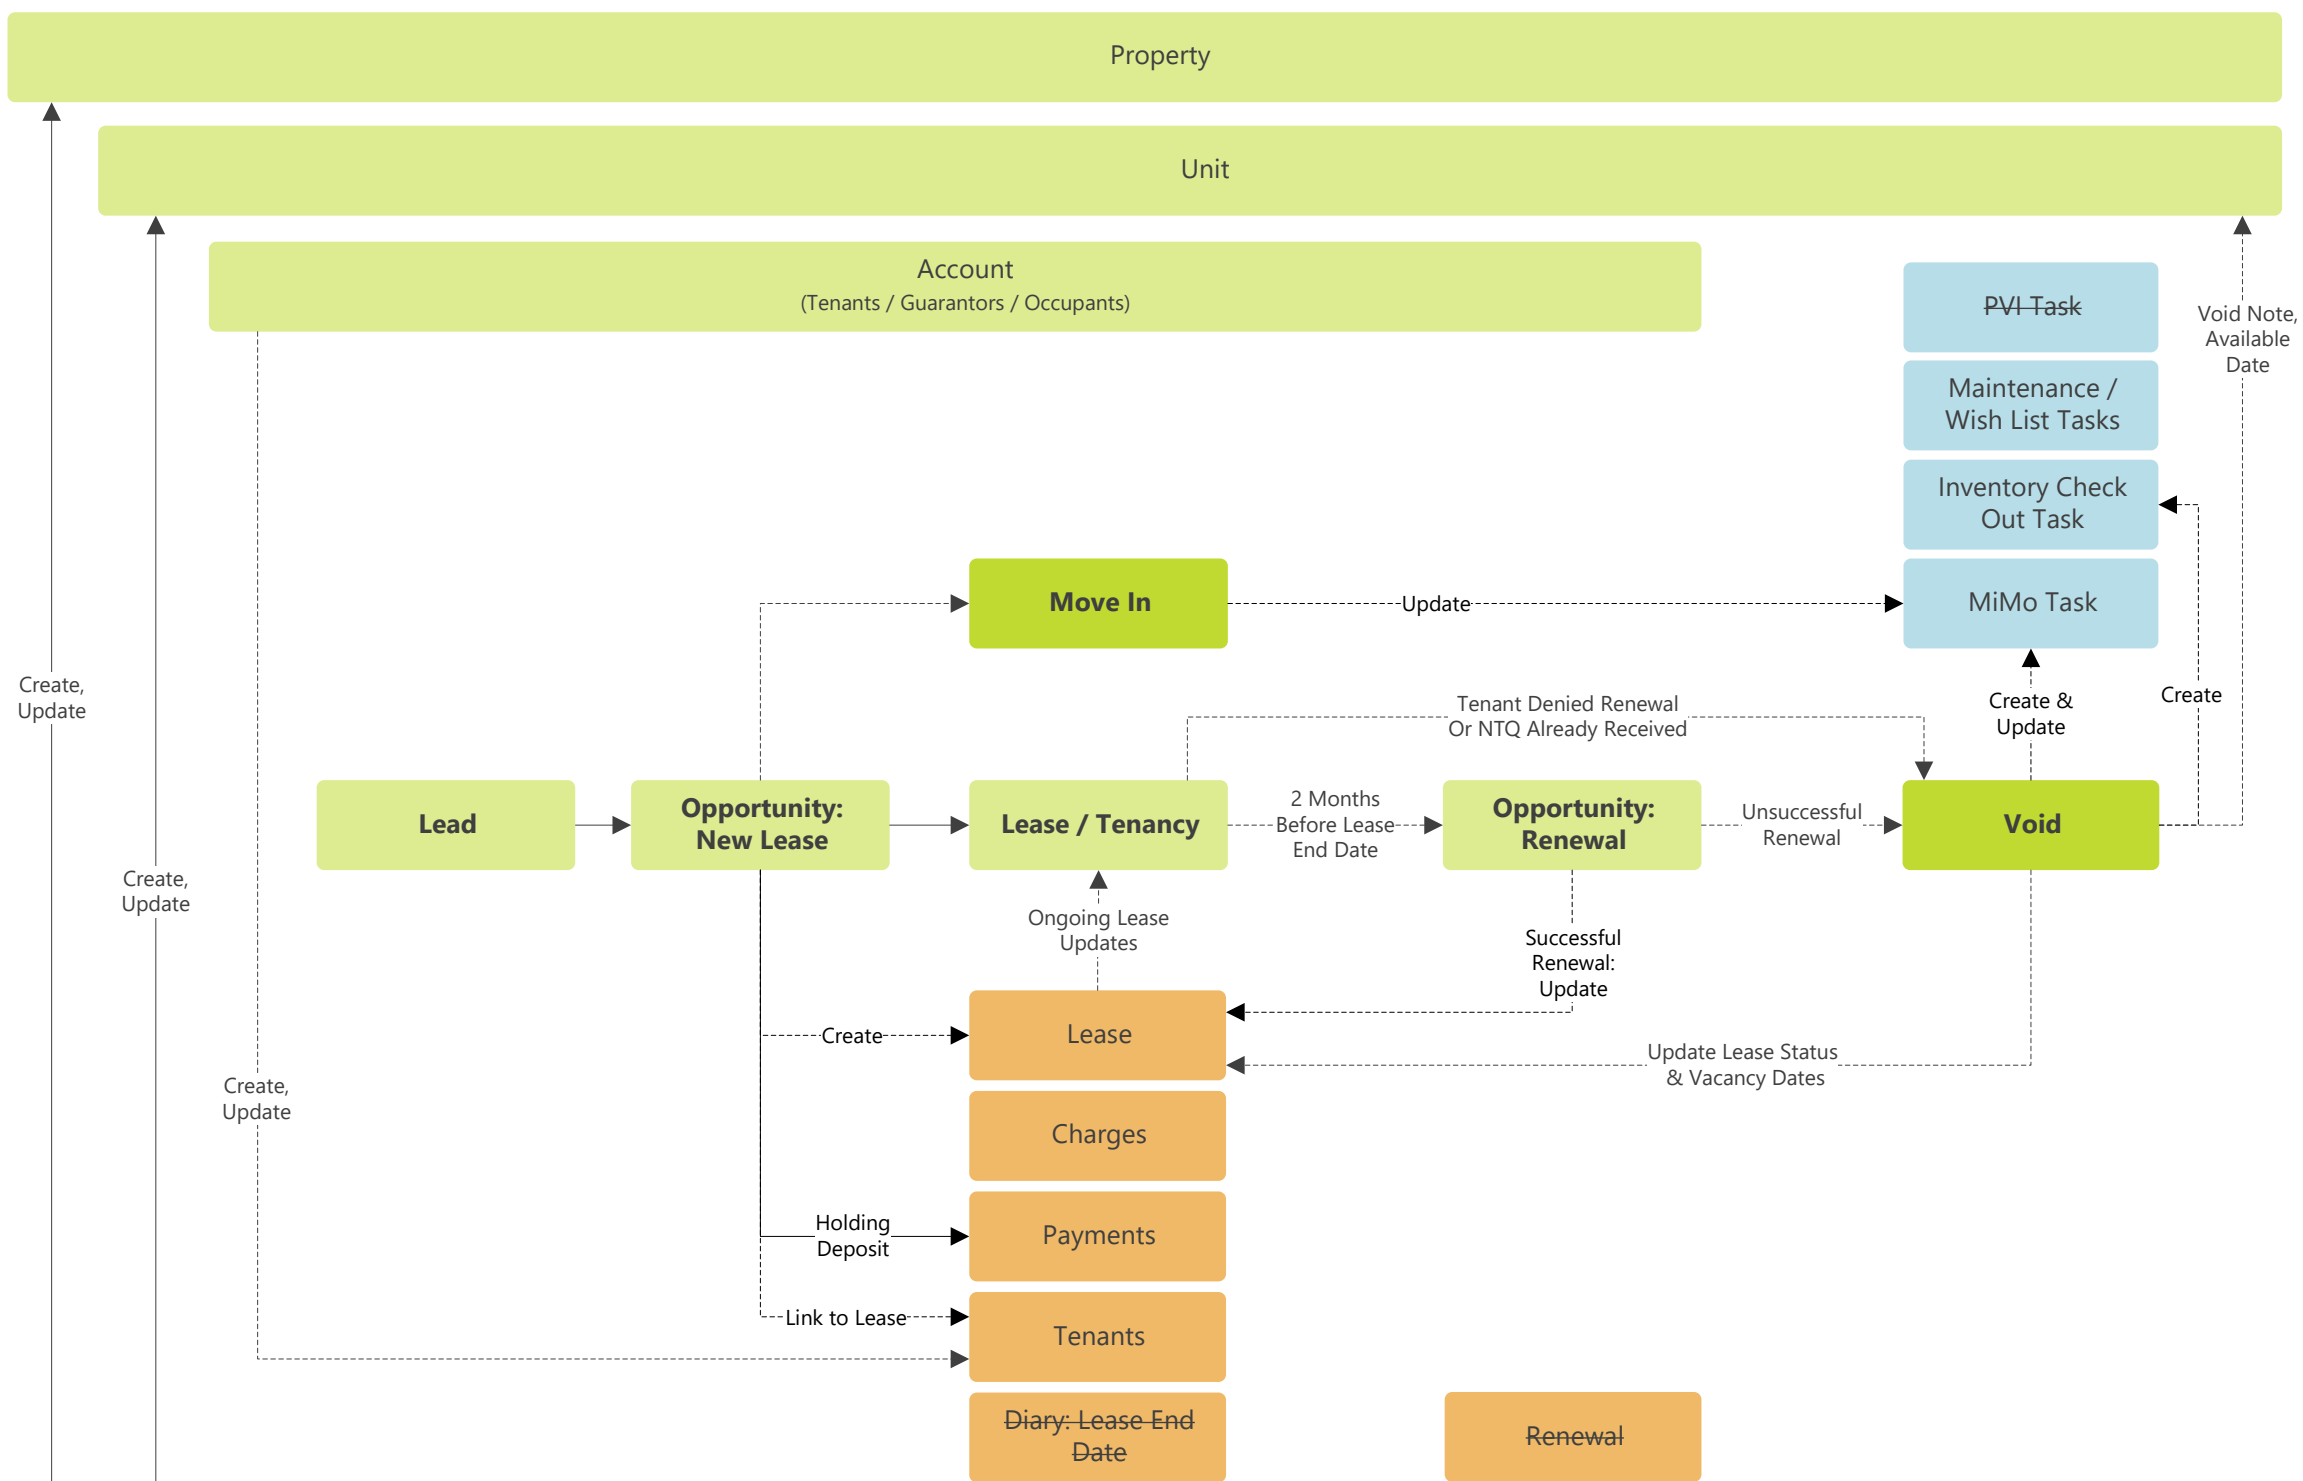 Property
Unit
Account
(Tenants / Guarantors / Occupants)
PVI Task
Void Note,
Available
Date
Maintenance /
Wish List Tasks
Inventory Check
Out Task
Move In
Update
MiMo Task
Create,
Update
Tenant Denied Renewal
Or NTQ Already Received
Create &
Update
Create
Lead
Opportunity:
New Lease
Lease / Tenancy
2 Months
Before Lease
End Date
Opportunity:
Renewal
Unsuccessful
Renewal
Void
Create,
Update
Ongoing Lease
Updates
Successful
Renewal:
Update
Create
Lease
Update Lease Status
& Vacancy Dates
Create,
Update
Charges
Holding
Deposit
Payments
Link to Lease
Tenants
Diary: Lease End
Date
Renewal